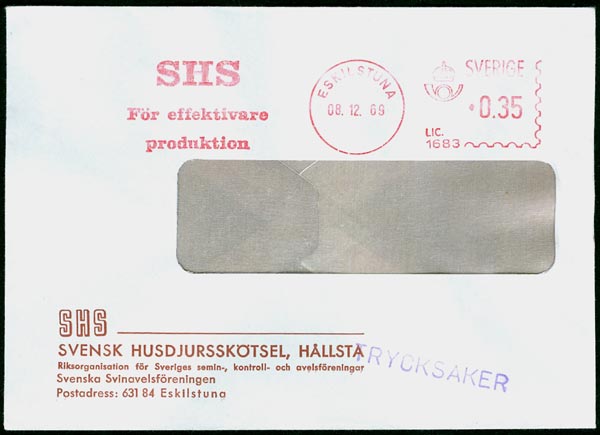 SHS
För effektivare
produktion
ESKILSTUNA
08. 12. 69
SVERIGE
0.35
LIC.
1683
SHS
SVENSK HUSDJURSSKÖTSEL, HÅLLSTA
Riksorganisation för Sveriges semin-, kontroll- och avelsföreningar
Svenska Svinavelsföreningen
Postadress: 631 84 Eskilstuna
TRYCKSAKER